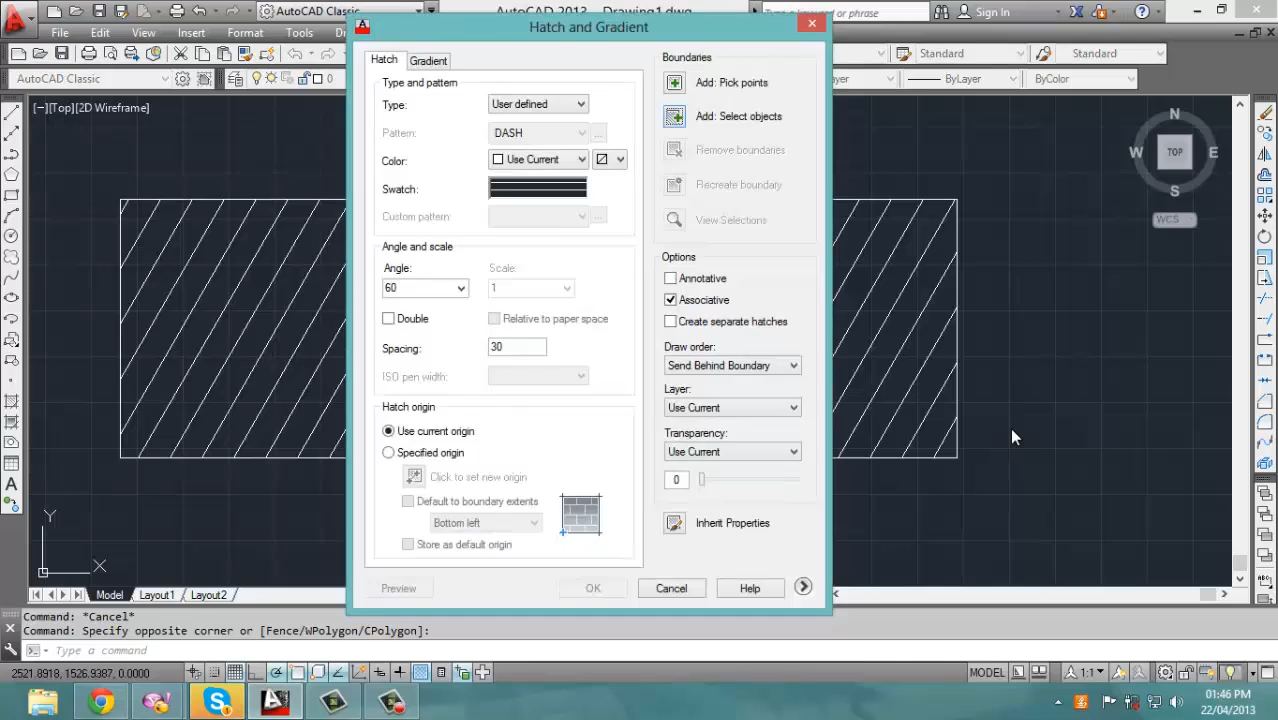 AutoCAD Classic
AutoCAD 2013 - Drawing1.dwg
Sign In
File
Edit
View
Insert
Format
Tools
Standard
Standard
AutoCAD Classic
0
ByLayer
ByColor
[−][Top][2D Wireframe]
Hatch and Gradient
Hatch
Gradient
Type and pattern
Type:
User defined
Pattern:
DASH
Color:
Use Current
Swatch:
Custom pattern:
Angle and scale
Angle:
Scale:
60
1
Double
Relative to paper space
Spacing:
30
ISO pen width:
Hatch origin
Use current origin
Specified origin
Click to set new origin
Default to boundary extents
Bottom left
Store as default origin
Boundaries
Add: Pick points
Add: Select objects
Remove boundaries
Recreate boundary
View Selections
Options
Annotative
Associative
Create separate hatches
Draw order:
Send Behind Boundary
Layer:
Use Current
Transparency:
Use Current
0
Inherit Properties
Preview
OK
Cancel
Help
N
W
TOP
E
S
WCS
Y
X
Model
Layout1
Layout2
Command: *Cancel*
Command: Specify opposite corner or [Fence/WPolygon/CPolygon]:
Type a command
2521.8918, 1526.9387, 0.0000
MODEL
1:1
01:46 PM
22/04/2013